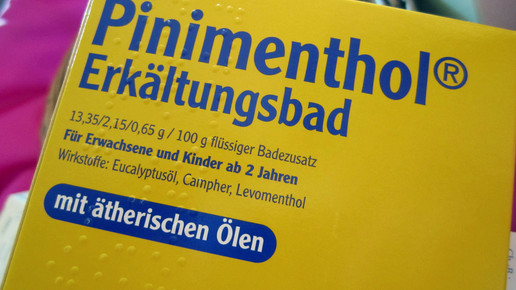 Pinimenthol®
Erkältungsbad
13,35/2,15/0,65 g / 100 g flüssiger Badezusatz
Für Erwachsene und Kinder ab 2 Jahren
Wirkstoffe: Eucalyptusöl, Campher, Levomenthol
mit ätherischen Ölen